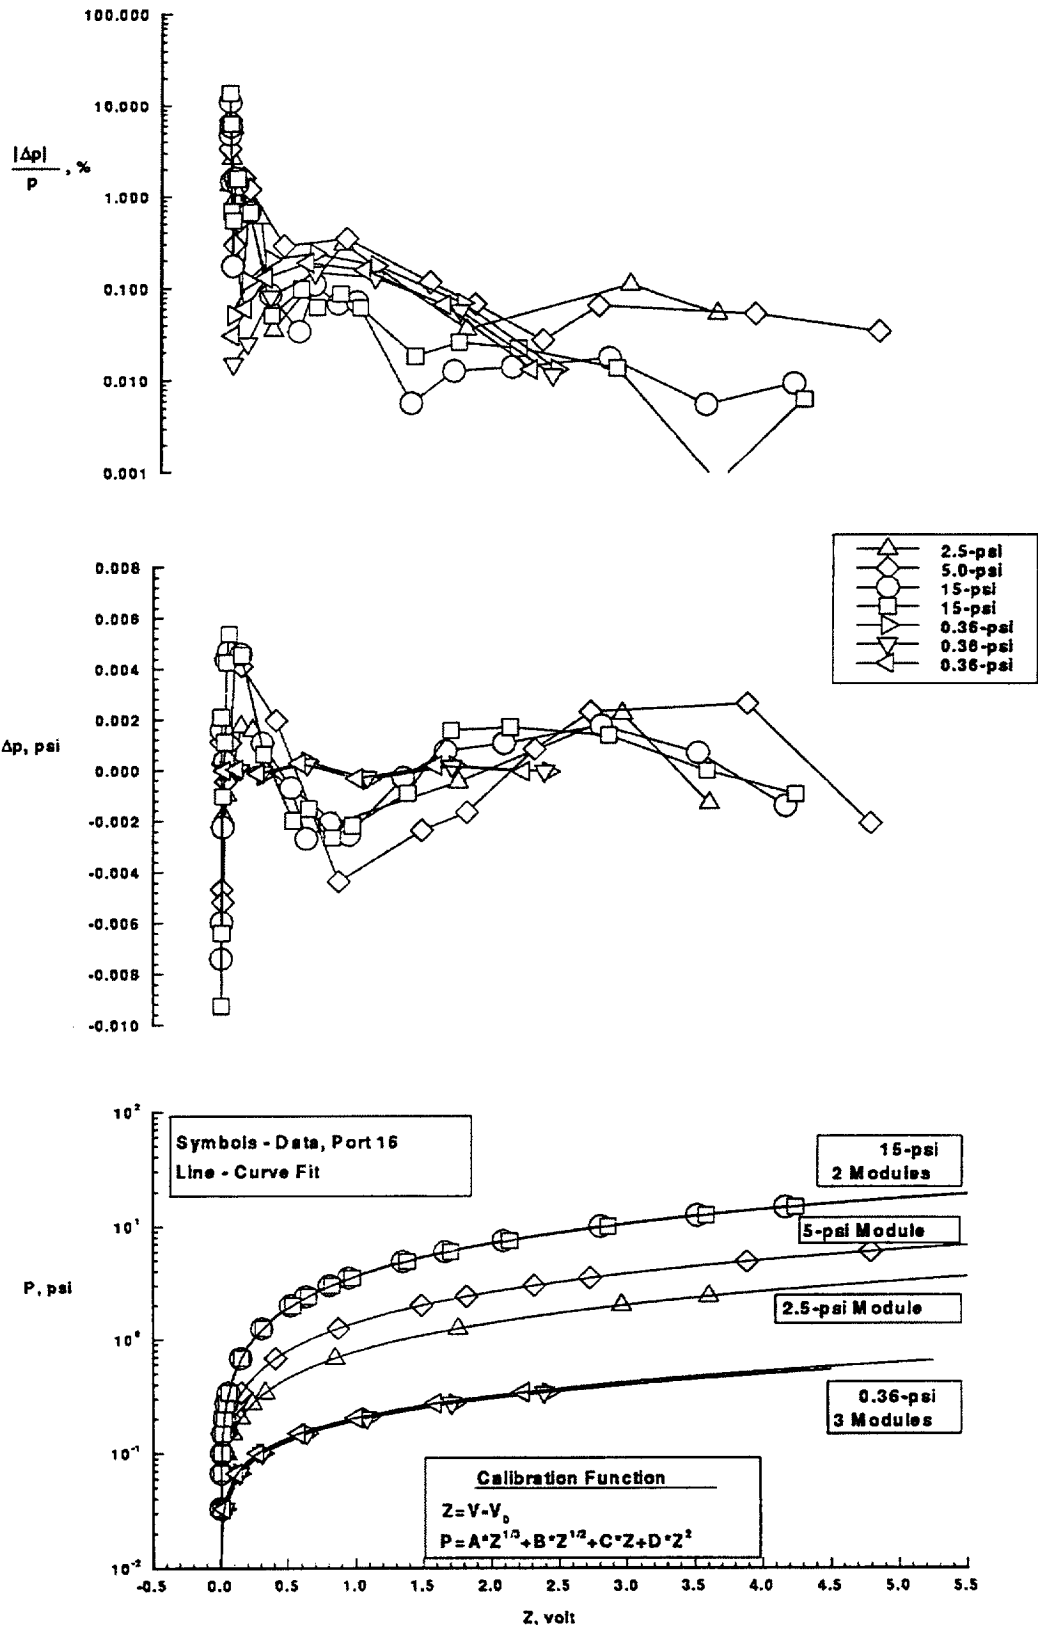 100.000
10.000
|Δp|
p , %
1.000
0.100
0.010
0.001
2.5-psi
5.0-psi
15-psi
15-psi
0.36-psi
0.36-psi
0.36-psi
0.008
0.006
0.004
0.002
Δp, psi
0.000
-0.002
-0.004
-0.006
-0.008
-0.010
10²
Symbols - Data, Port 16
Line - Curve Fit
15-psi
2 Modules
10¹
5-psi Module
P, psi
2.5-psi Module
10⁰
0.36-psi
3 Modules
10⁻¹
Calibration Function
Z=V-V₀
P=A*Z^1/3+B*Z^1/2+C*Z+D*Z²
10⁻²
-0.5 0.0 0.5 1.0 1.5 2.0 2.5 3.0 3.5 4.0 4.5 5.0 5.5
Z, volt